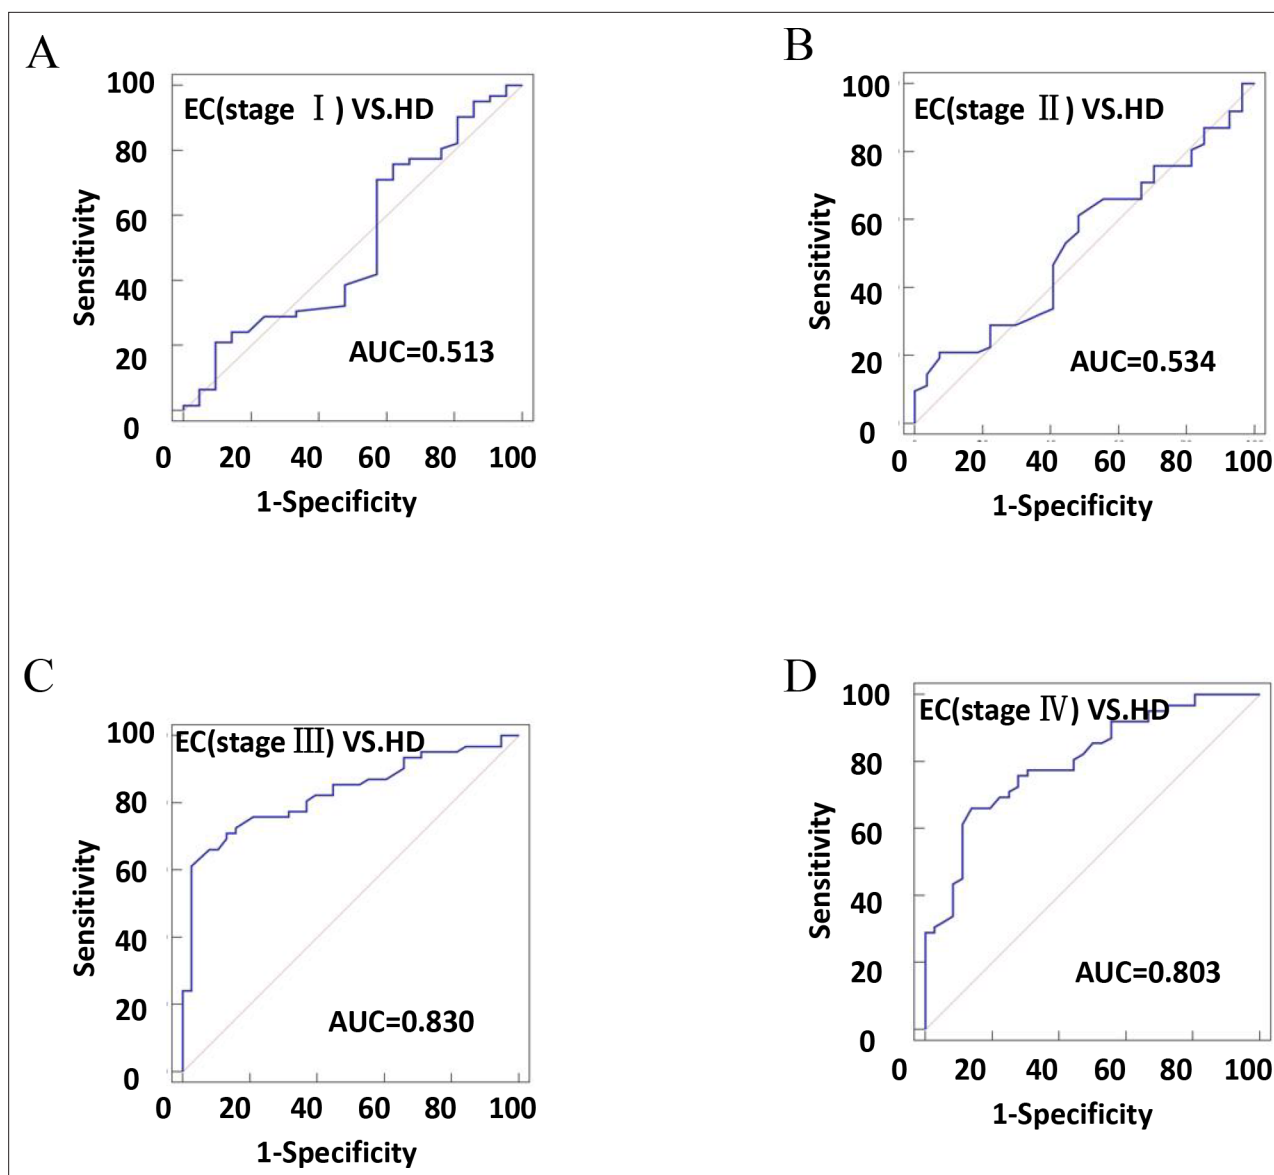 A
EC(stage Ⅰ) VS.HD
100
80
60
40
20
0
Sensitivity
AUC=0.513
0 20 40 60 80 100
1-Specificity
B
EC(stage Ⅱ) VS.HD
100
80
60
40
20
0
Sensitivity
AUC=0.534
0 20 40 60 80 100
1-Specificity
C
EC(stage Ⅲ) VS.HD
100
80
60
40
20
0
Sensitivity
AUC=0.830
0 20 40 60 80 100
1-Specificity
D
EC(stage Ⅳ) VS.HD
100
80
60
40
20
0
Sensitivity
AUC=0.803
0 20 40 60 80 100
1-Specificity